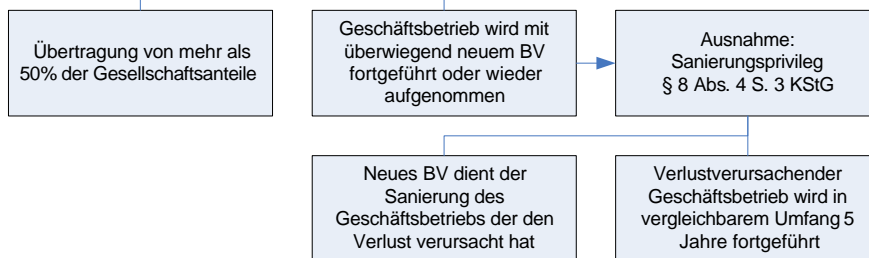 Übertragung von mehr als
50% der Gesellschaftsanteile
Geschäftsbetrieb wird mit
überwiegend neuem BV
fortgeführt oder wieder
aufgenommen
Ausnahme:
Sanierungsprivileg
§ 8 Abs. 4 S. 3 KStG
Neues BV dient der
Sanierung des
Geschäftsbetriebs der den
Verlust verursacht hat
Verlustverursachender
Geschäftsbetrieb wird in
vergleichbarem Umfang 5
Jahre fortgeführt